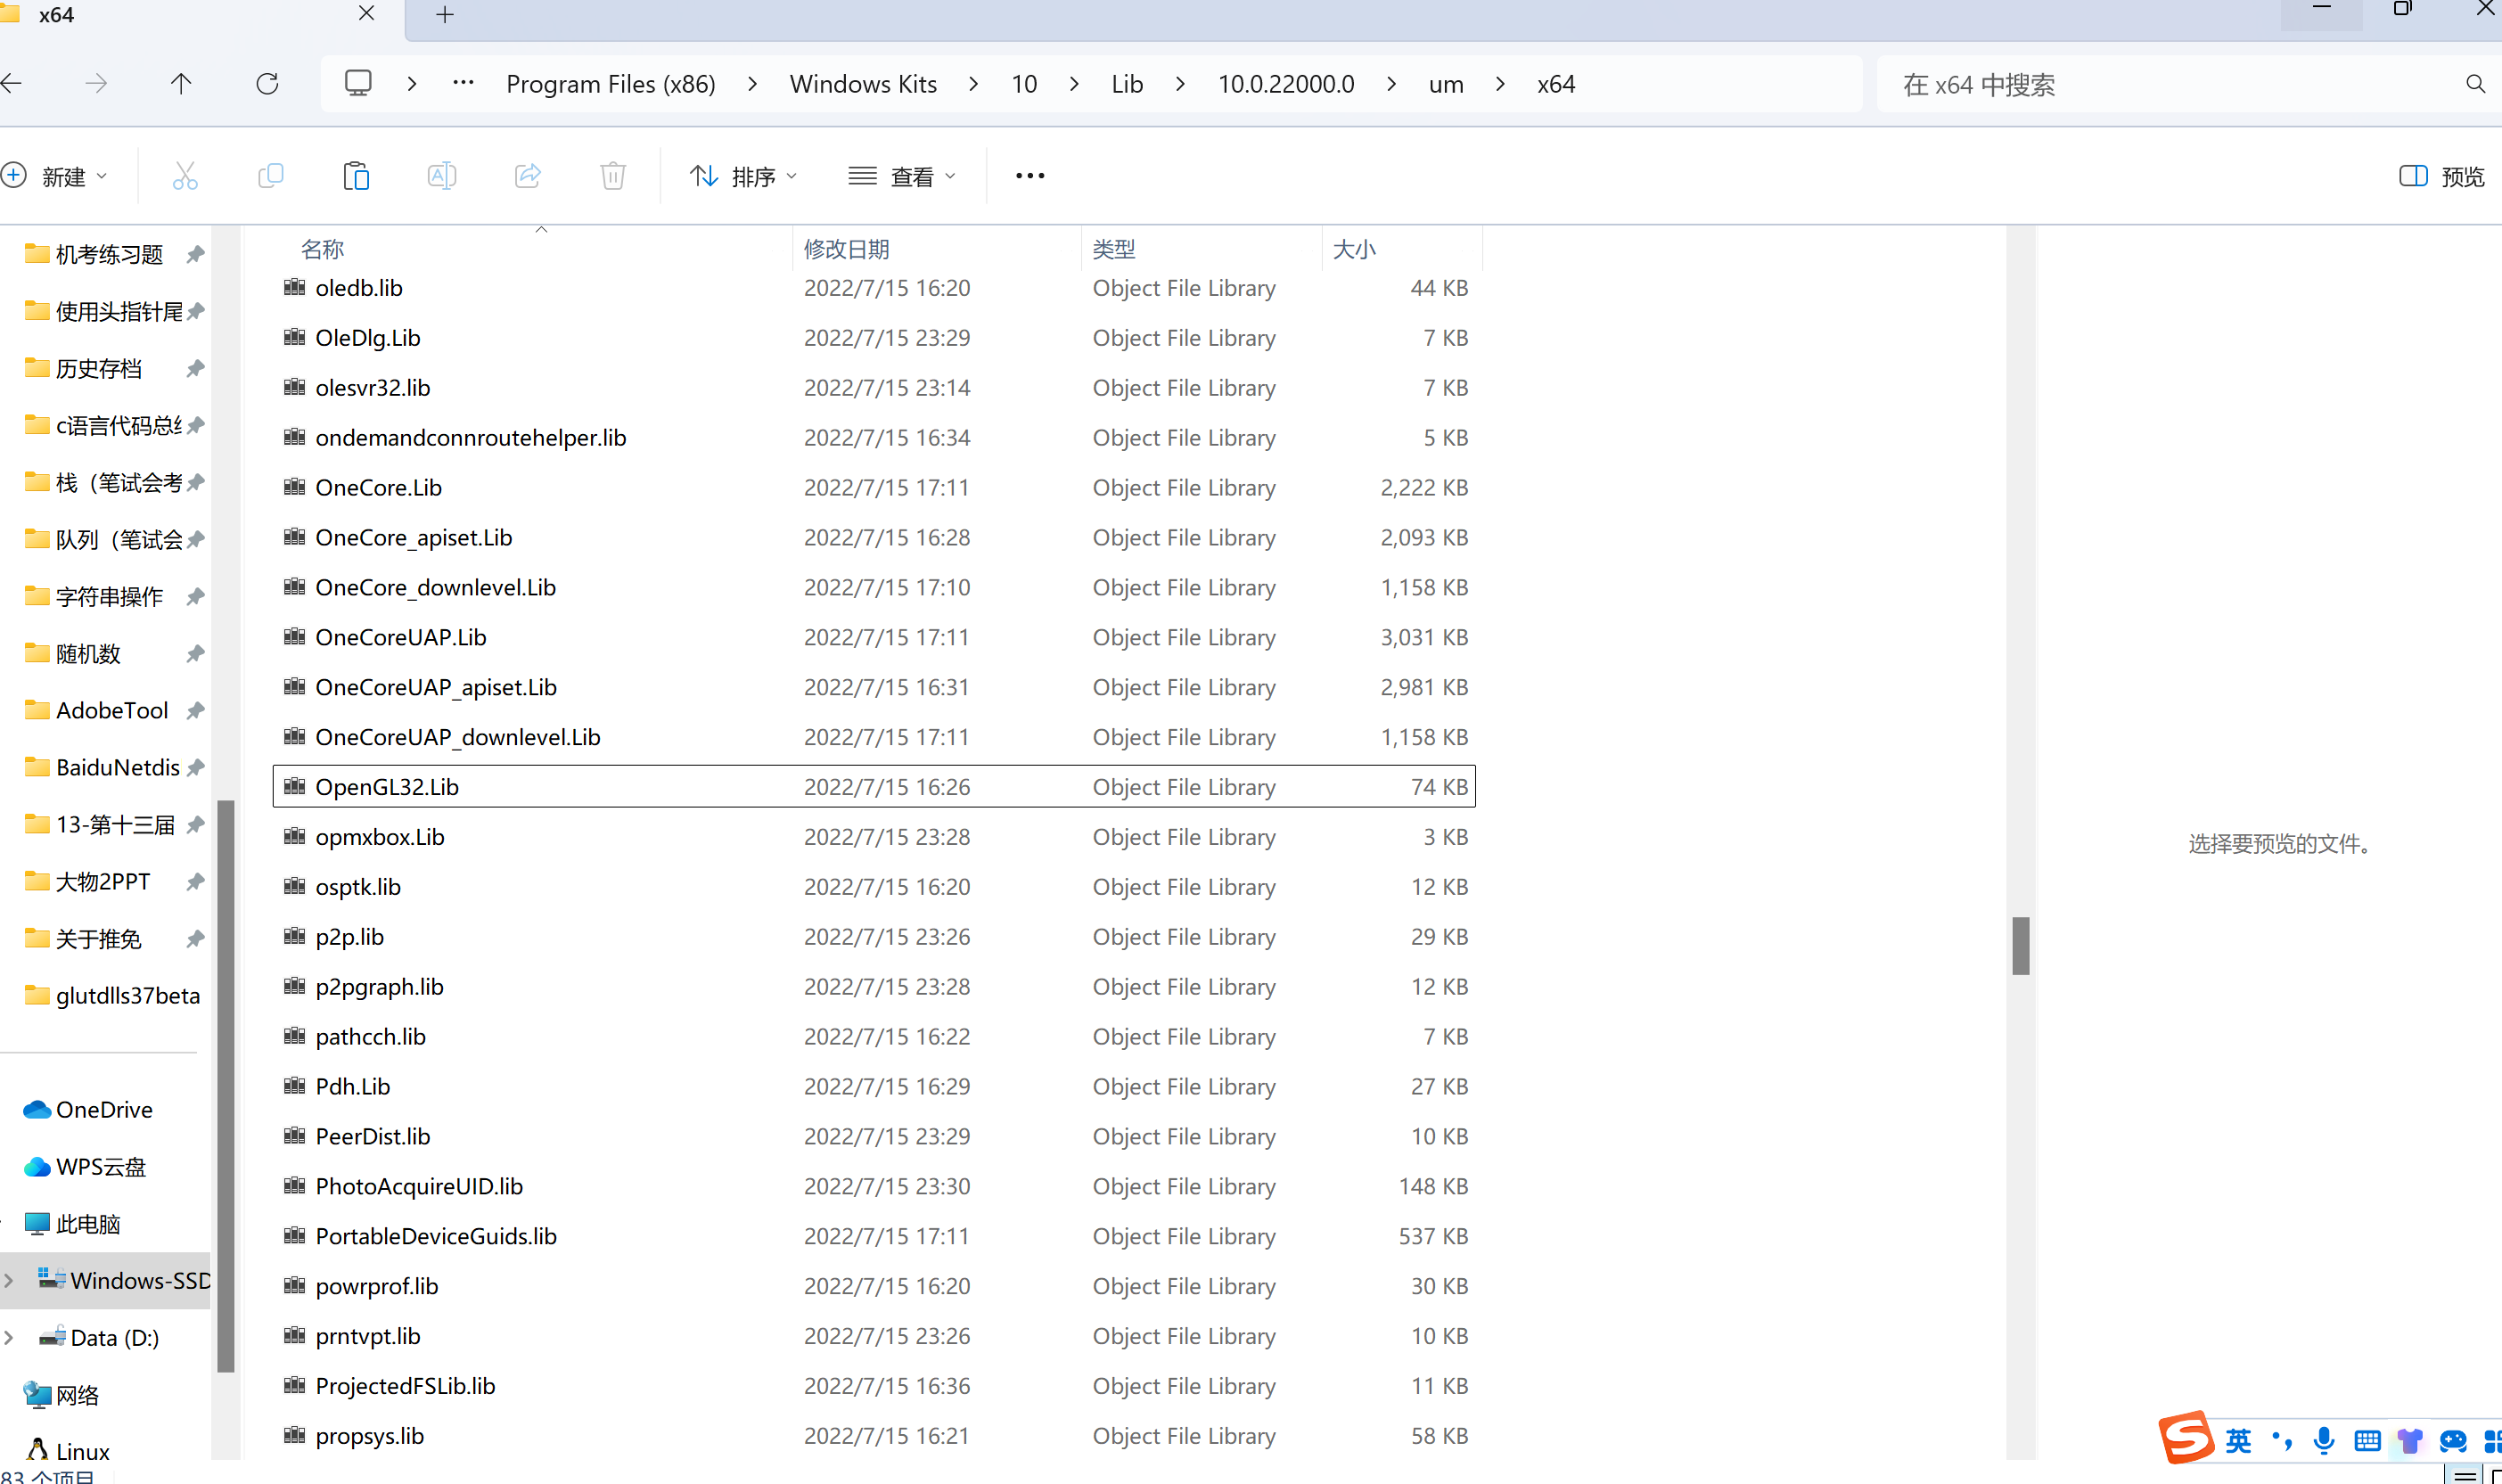 x64
Program Files (x86) > Windows Kits > 10 > Lib > 10.0.22000.0 > um > x64
在 x64 中搜索
新建
排序
查看
预览
机考练习题
使用头指针尾
历史存档
c语言代码总结
栈（笔试会考
队列（笔试会
字符串操作
随机数
AdobeTool
BaiduNetdis
13-第十三届
大物2PPT
关于推免
glutdlls37beta
OneDrive
WPS云盘
此电脑
Windows-SSD
Data (D:)
网络
Linux
83 个项目
名称 修改日期 类型 大小
oledb.lib 2022/7/15 16:20 Object File Library 44 KB
OleDlg.Lib 2022/7/15 23:29 Object File Library 7 KB
olesvr32.lib 2022/7/15 23:14 Object File Library 7 KB
ondemandconnroutehelper.lib 2022/7/15 16:34 Object File Library 5 KB
OneCore.Lib 2022/7/15 17:11 Object File Library 2,222 KB
OneCore_apiset.Lib 2022/7/15 16:28 Object File Library 2,093 KB
OneCore_downlevel.Lib 2022/7/15 17:10 Object File Library 1,158 KB
OneCoreUAP.Lib 2022/7/15 17:11 Object File Library 3,031 KB
OneCoreUAP_apiset.Lib 2022/7/15 16:31 Object File Library 2,981 KB
OneCoreUAP_downlevel.Lib 2022/7/15 17:11 Object File Library 1,158 KB
OpenGL32.Lib 2022/7/15 16:26 Object File Library 74 KB
opmxbox.Lib 2022/7/15 23:28 Object File Library 3 KB
osptk.lib 2022/7/15 16:20 Object File Library 12 KB
p2p.lib 2022/7/15 23:26 Object File Library 29 KB
p2pgraph.lib 2022/7/15 23:28 Object File Library 12 KB
pathcch.lib 2022/7/15 16:22 Object File Library 7 KB
Pdh.Lib 2022/7/15 16:29 Object File Library 27 KB
PeerDist.lib 2022/7/15 23:29 Object File Library 10 KB
PhotoAcquireUID.lib 2022/7/15 23:30 Object File Library 148 KB
PortableDeviceGuids.lib 2022/7/15 17:11 Object File Library 537 KB
powrprof.lib 2022/7/15 16:20 Object File Library 30 KB
prntvpt.lib 2022/7/15 23:26 Object File Library 10 KB
ProjectedFSLib.lib 2022/7/15 16:36 Object File Library 11 KB
propsys.lib 2022/7/15 16:21 Object File Library 58 KB
选择要预览的文件。
英